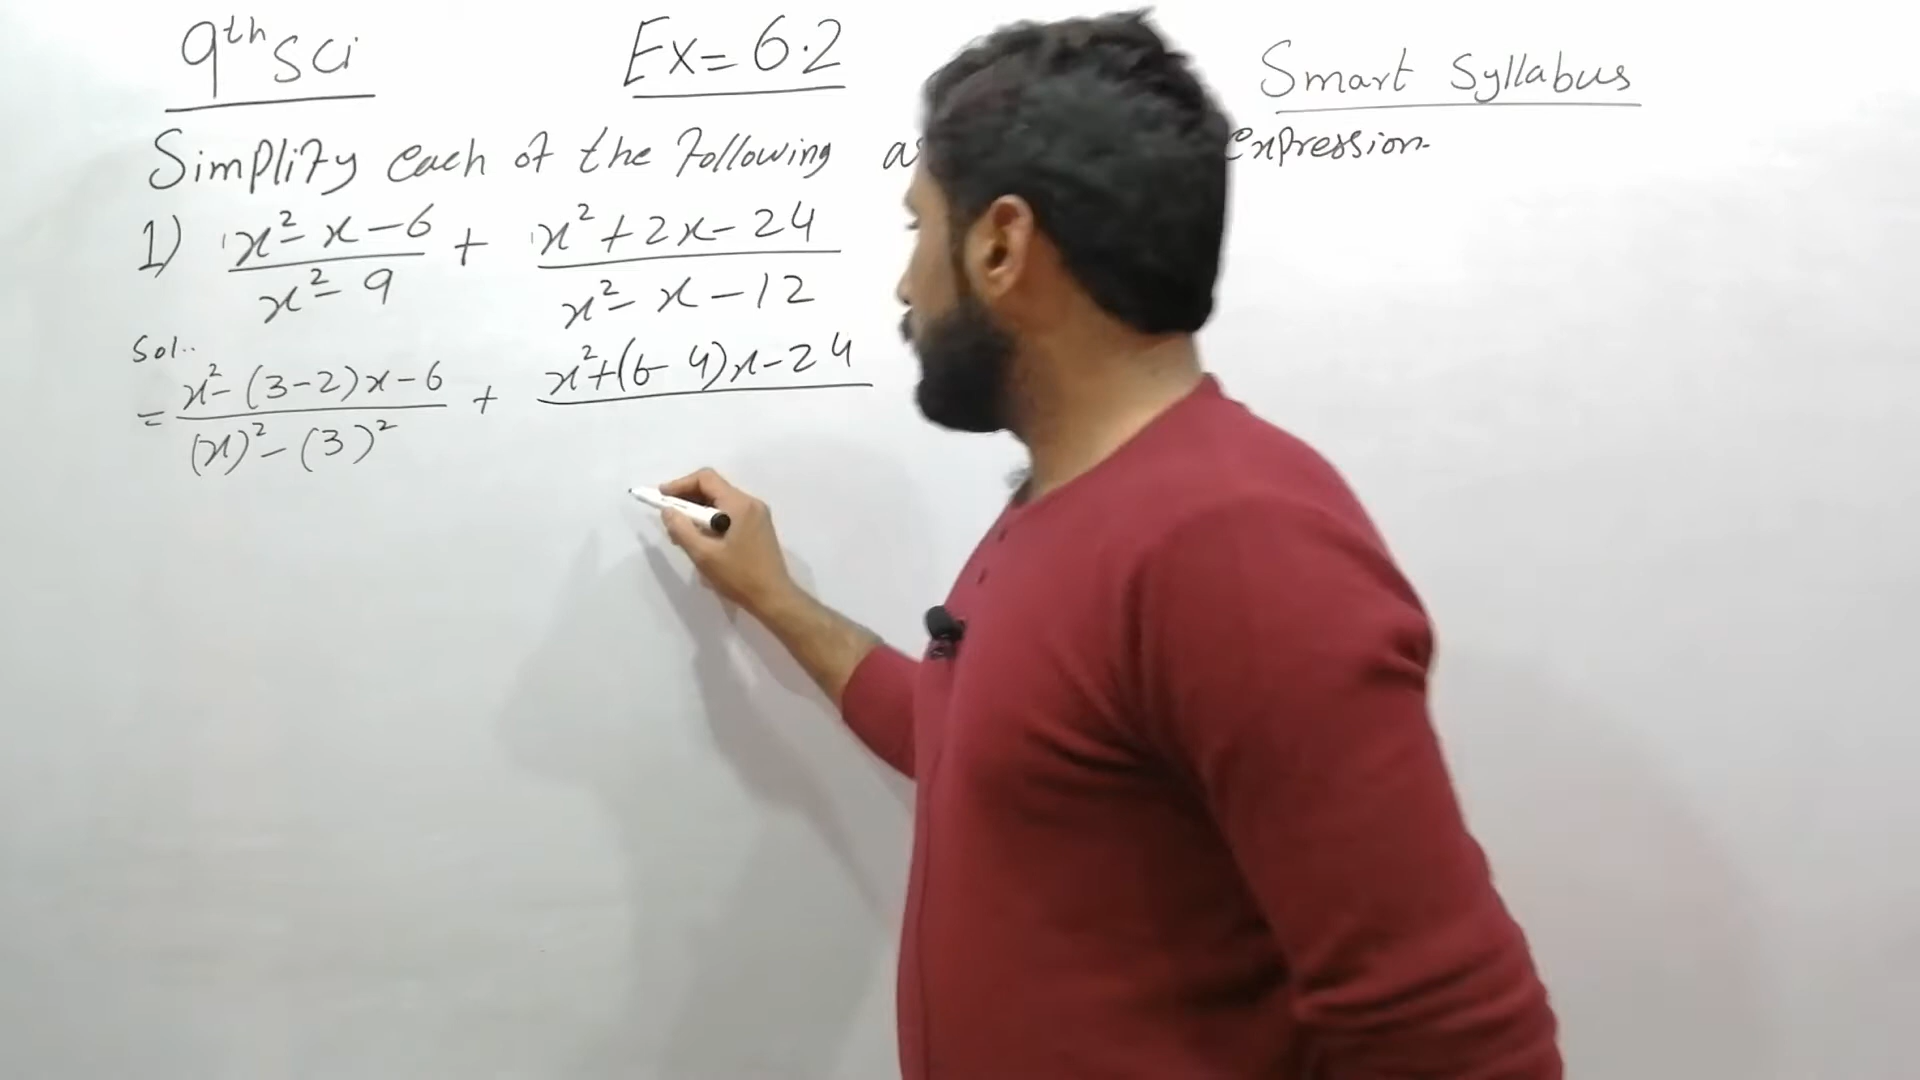 9th sci Ex= 6.2 Smart Syllabus
Simplify each of the following expression.
1) x² - x - 6 / x² - 9 + x² + 2x - 24 / x² - x - 12
Sol..
= x² - (3-2)x - 6 / (x)² - (3)² + x² + (6-4)x - 24